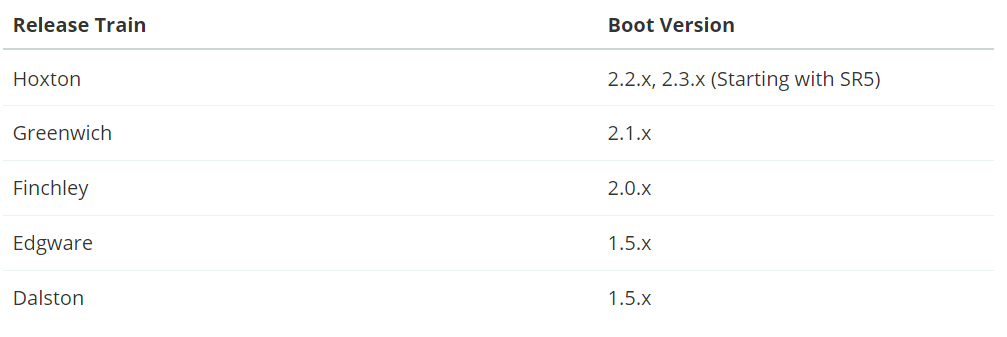 Release Train Boot Version
Hoxton 2.2.x, 2.3.x (Starting with SR5)
Greenwich 2.1.x
Finchley 2.0.x
Edgware 1.5.x
Dalston 1.5.x